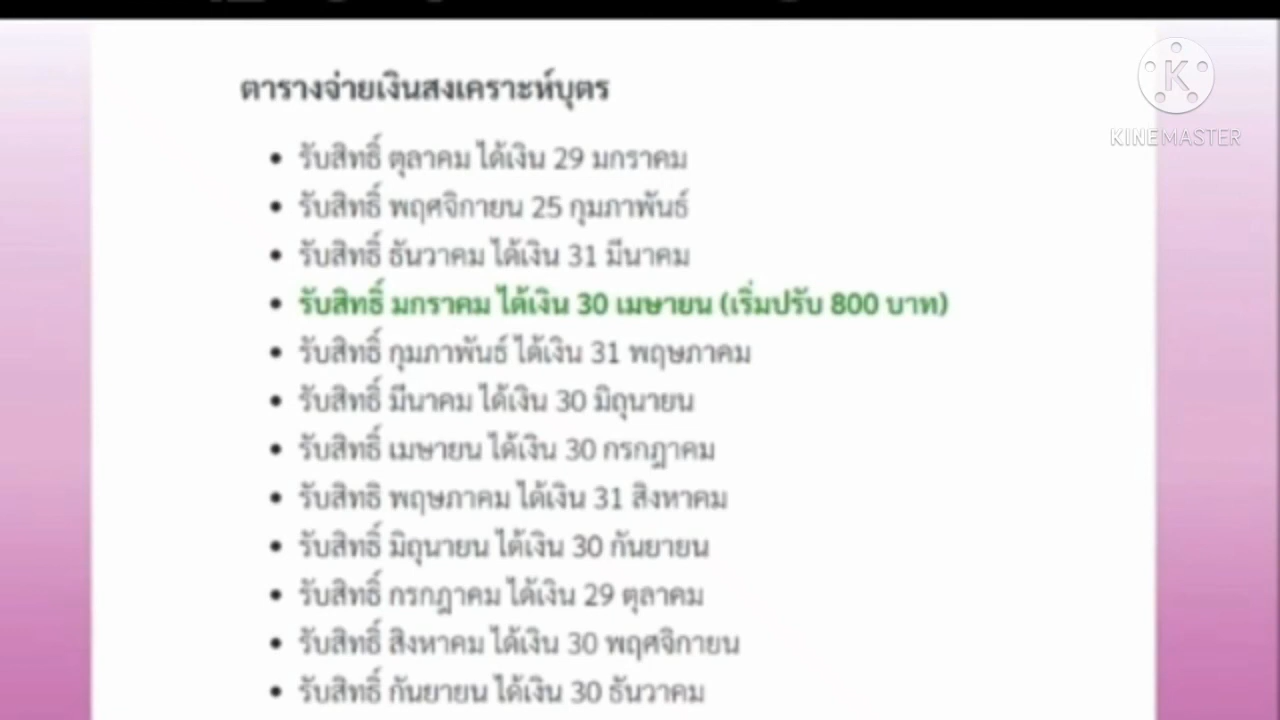 ตารางจ่ายเงินสงเคราะห์บุตร
K
KINEMASTER
• รับสิทธิ์ ตุลาคม ได้เงิน 29 มกราคม
• รับสิทธิ์ พฤศจิกายน 25 กุมภาพันธ์
• รับสิทธิ์ ธันวาคม ได้เงิน 31 มีนาคม
• รับสิทธิ์ มกราคม ได้เงิน 30 เมษายน (เริ่มปรับ 800 บาท)
• รับสิทธิ์ กุมภาพันธ์ ได้เงิน 31 พฤษภาคม
• รับสิทธิ์ มีนาคม ได้เงิน 30 มิถุนายน
• รับสิทธิ์ เมษายน ได้เงิน 30 กรกฎาคม
• รับสิทธิ พฤษภาคม ได้เงิน 31 สิงหาคม
• รับสิทธิ์ มิถุนายน ได้เงิน 30 กันยายน
• รับสิทธิ์ กรกฎาคม ได้เงิน 29 ตุลาคม
• รับสิทธิ์ สิงหาคม ได้เงิน 30 พฤศจิกายน
• รับสิทธิ์ กันยายน ได้เงิน 30 ธันวาคม